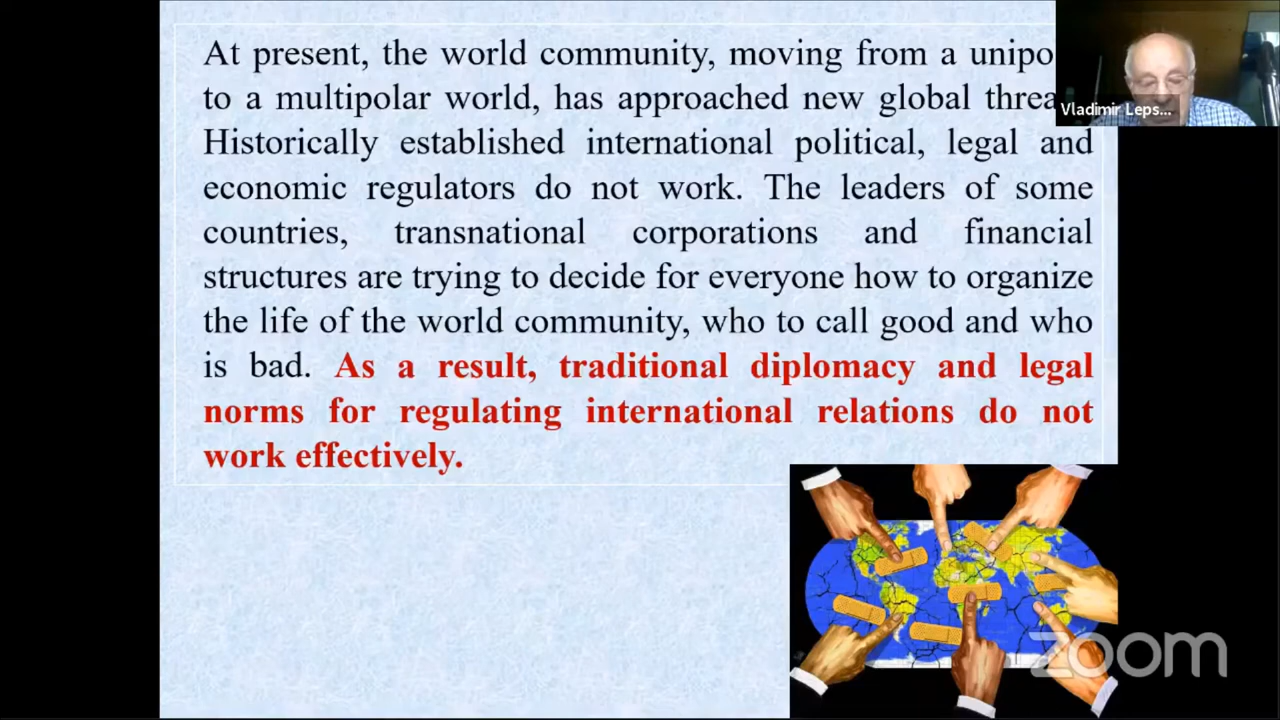 At present, the world community, moving from a unipo
to a multipolar world, has approached new global threa
Vladimir Leps...
Historically established international political, legal and
economic regulators do not work. The leaders of some
countries, transnational corporations and financial
structures are trying to decide for everyone how to organize
the life of the world community, who to call good and who
is bad. As a result, traditional diplomacy and legal
norms for regulating international relations do not
work effectively.
zoom